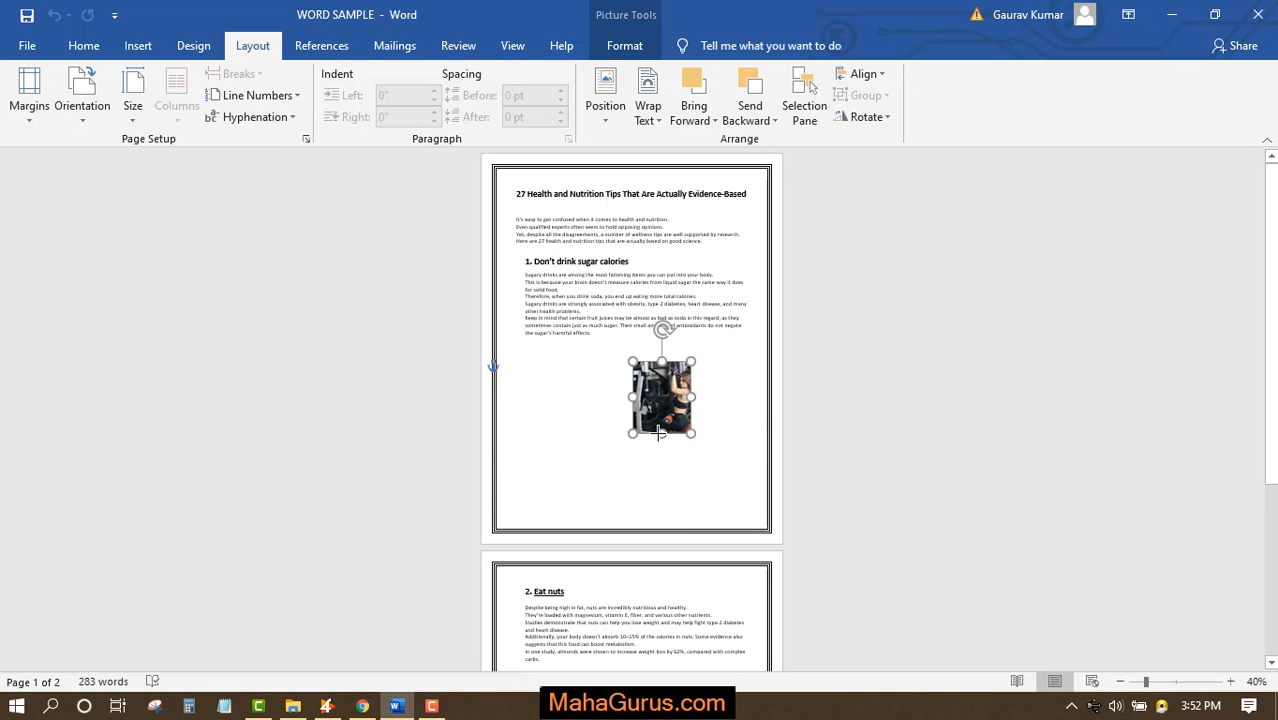 WORD SAMPLE - Word
Picture Tools
Gaurav Kumar
File Home Insert Design Layout References Mailings Review View Help Format Tell me what you want to do Share
Margins
Orientation
Size
Columns
Breaks
Line Numbers
Hyphenation
Page Setup
Indent
Left: 0"
Right: 0"
Spacing
Before: 0 pt
After: 0 pt
Paragraph
Position
Wrap
Text
Bring
Forward
Send
Backward
Selection
Pane
Align
Group
Rotate
Arrange
27 Health and Nutrition Tips That Are Actually Evidence-Based
It's easy to get confused when it comes to health and nutrition.
Even qualified experts often seem to hold opposing opinions.
Yet, despite all the disagreements, a number of wellness tips are well supported by research.
Here are 27 health and nutrition tips that are actually based on good science.
1. Don't drink sugar calories
Sugary drinks are among the most fattening items you can put into your body.
This is because your brain doesn't measure calories from liquid sugar the same way it does
for solid food.
Therefore, when you drink soda, you end up eating more total calories.
Sugary drinks are strongly associated with obesity, type 2 diabetes, heart disease, and many
other health problems.
Keep in mind that certain fruit juices may be almost as bad as soda in this regard, as they
sometimes contain just as much sugar. Their small of antioxidants do not negate
the sugar's harmful effects.
2. Eat nuts
Despite being high in fat, nuts are incredibly nutritious and healthy.
They're loaded with magnesium, vitamin E, fiber, and various other nutrients.
Studies demonstrate that nuts can help you lose weight and may help fight type 2 diabetes
and heart disease.
Additionally, your body doesn't absorb 10–15% of the calories in nuts. Some evidence also
suggests that this food can boost metabolism.
In one study, almonds were shown to increase weight loss by 62%, compared with complex
carbs.
Page 1 of 2 283 words
40%
MahaGurus.com
3:52 PM